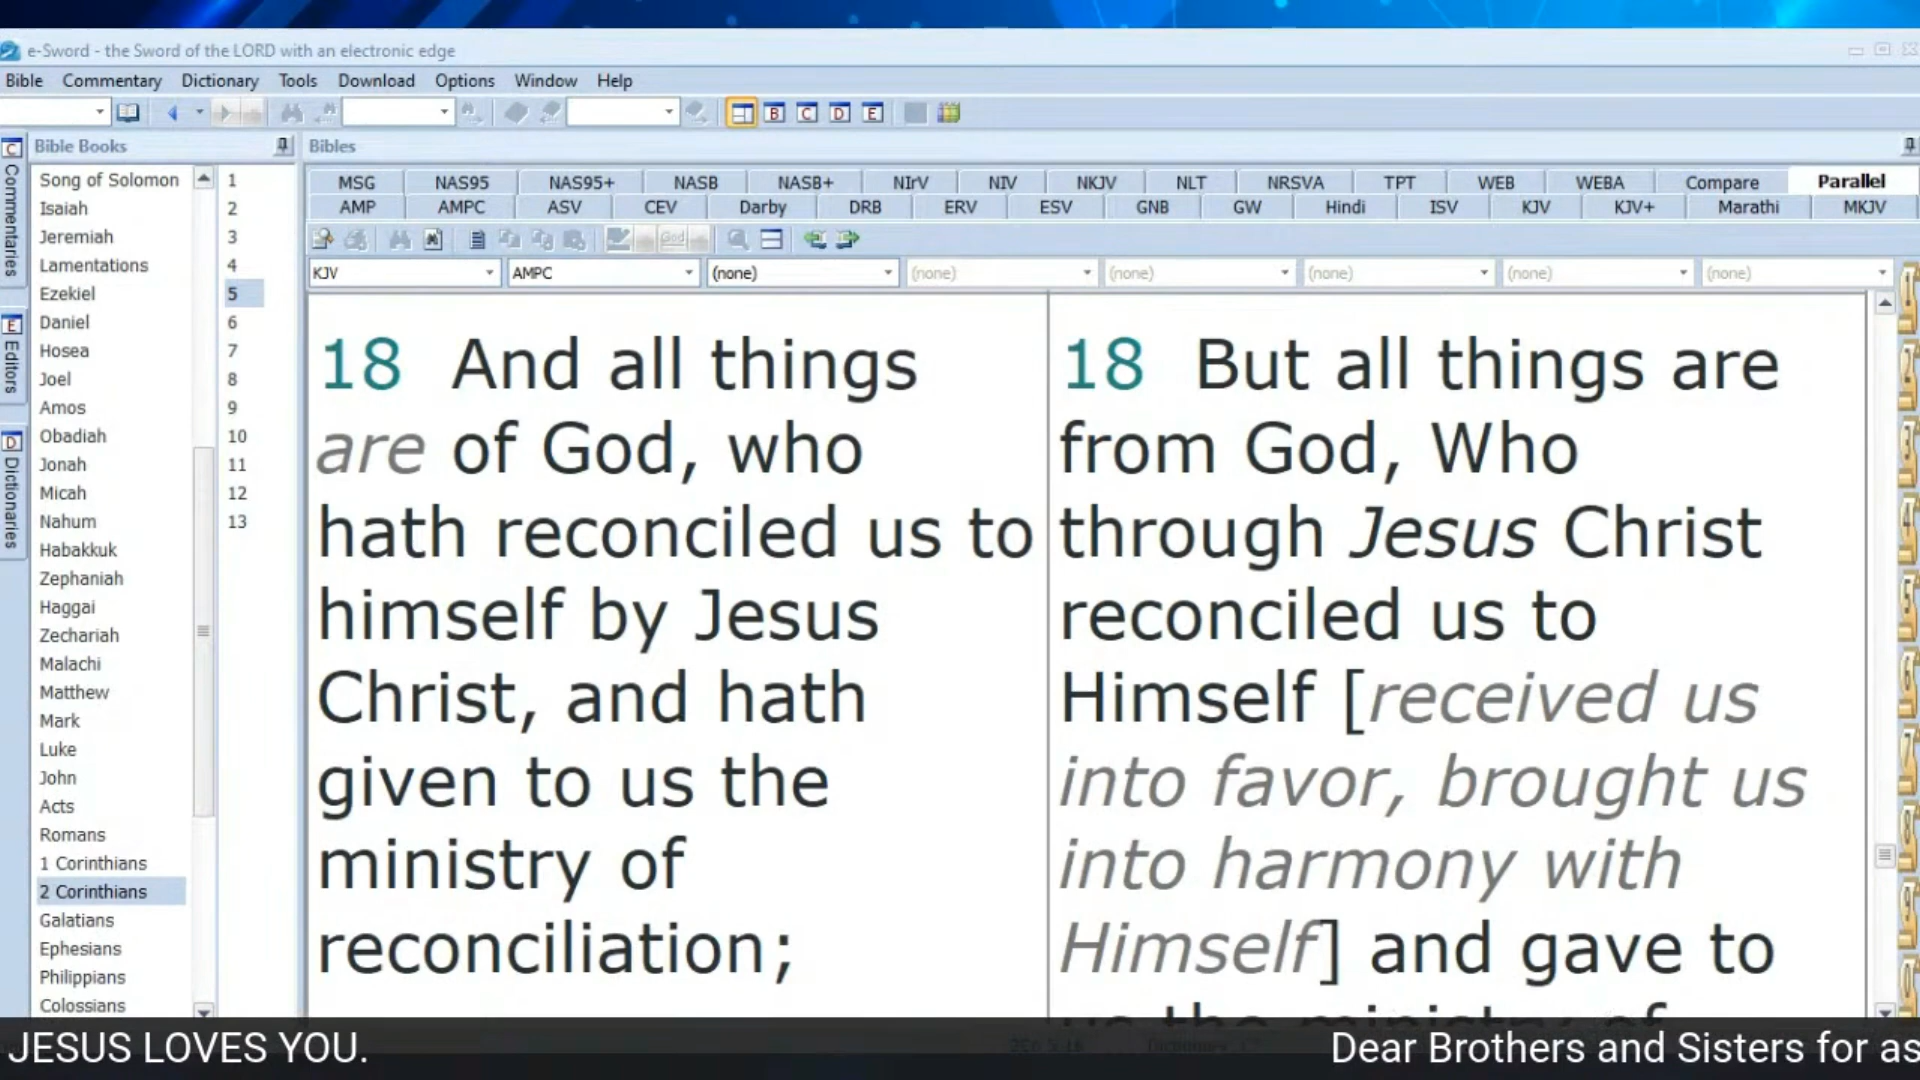 e-Sword - the Sword of the LORD with an electronic edge
Bible Commentary Dictionary Tools Download Options Window Help
B C D E
Bible Books
Bibles
C Commentaries
E Editors
D Dictionaries
Song of Solomon
Isaiah
Jeremiah
Lamentations
Ezekiel
Daniel
Hosea
Joel
Amos
Obadiah
Jonah
Micah
Nahum
Habakkuk
Zephaniah
Haggai
Zechariah
Malachi
Matthew
Mark
Luke
John
Acts
Romans
1 Corinthians
2 Corinthians
Galatians
Ephesians
Philippians
Colossians
1
2
3
4
5
6
7
8
9
10
11
12
13
MSG NAS95 NAS95+ NASB NASB+ NIrV NIV NKJV NLT NRSVA TPT WEB WEBA Compare Parallel
AMP AMPC ASV CEV Darby DRB ERV ESV GNB GW Hindi ISV KJV KJV+ Marathi MKJV
God
KJV AMPC (none) (none) (none) (none) (none) (none)
18 And all things
are of God, who
hath reconciled us to
himself by Jesus
Christ, and hath
given to us the
ministry of
reconciliation;
18 But all things are
from God, Who
through Jesus Christ
reconciled us to
Himself [received us
into favor, brought us
into harmony with
Himself] and gave to
us the ministry of
JESUS LOVES YOU.
Dear Brothers and Sisters for as